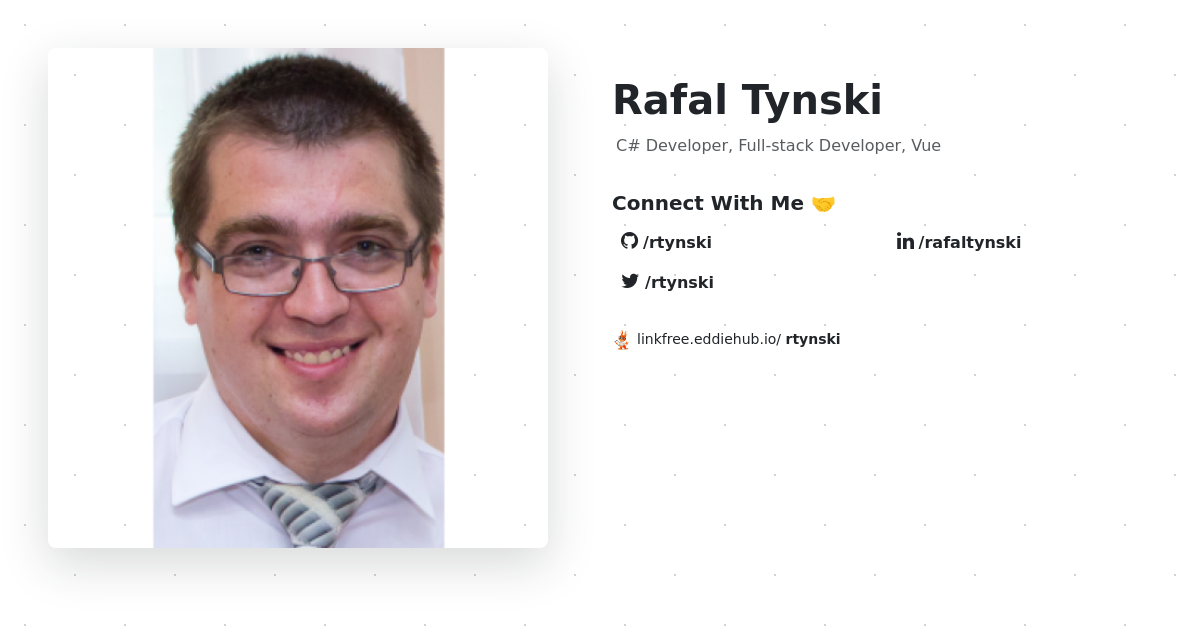 Rafal Tynski
C# Developer, Full-stack Developer, Vue
Connect With Me 🤝
/rtynski
/rafaltynski
/rtynski
linkfree.eddiehub.io/ rtynski